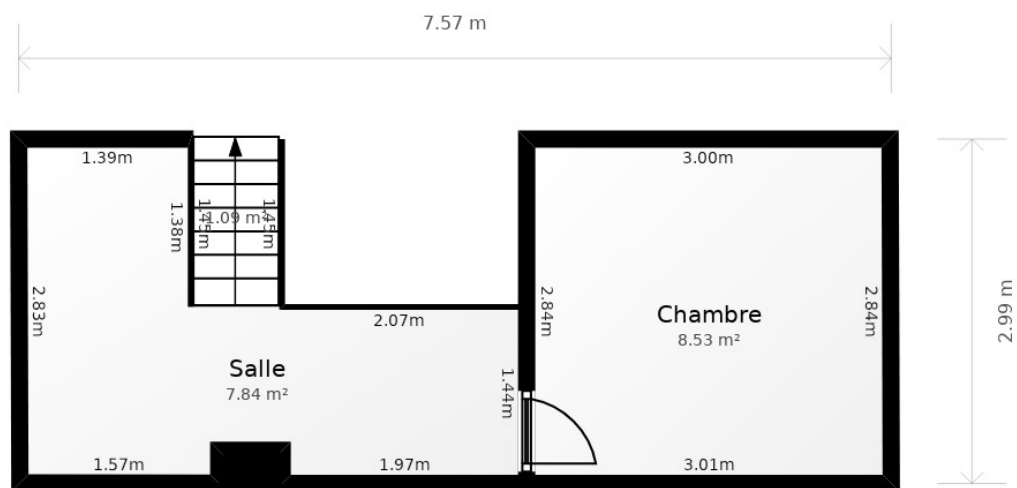 7.57 m
1.39m
3.00m
1.38m
1.45m
1.09 m²
1.45m
2.83m
2.07m
2.84m
2.84m
2.99 m
Chambre
8.53 m²
Salle
7.84 m²
1.44m
1.57m
1.97m
3.01m